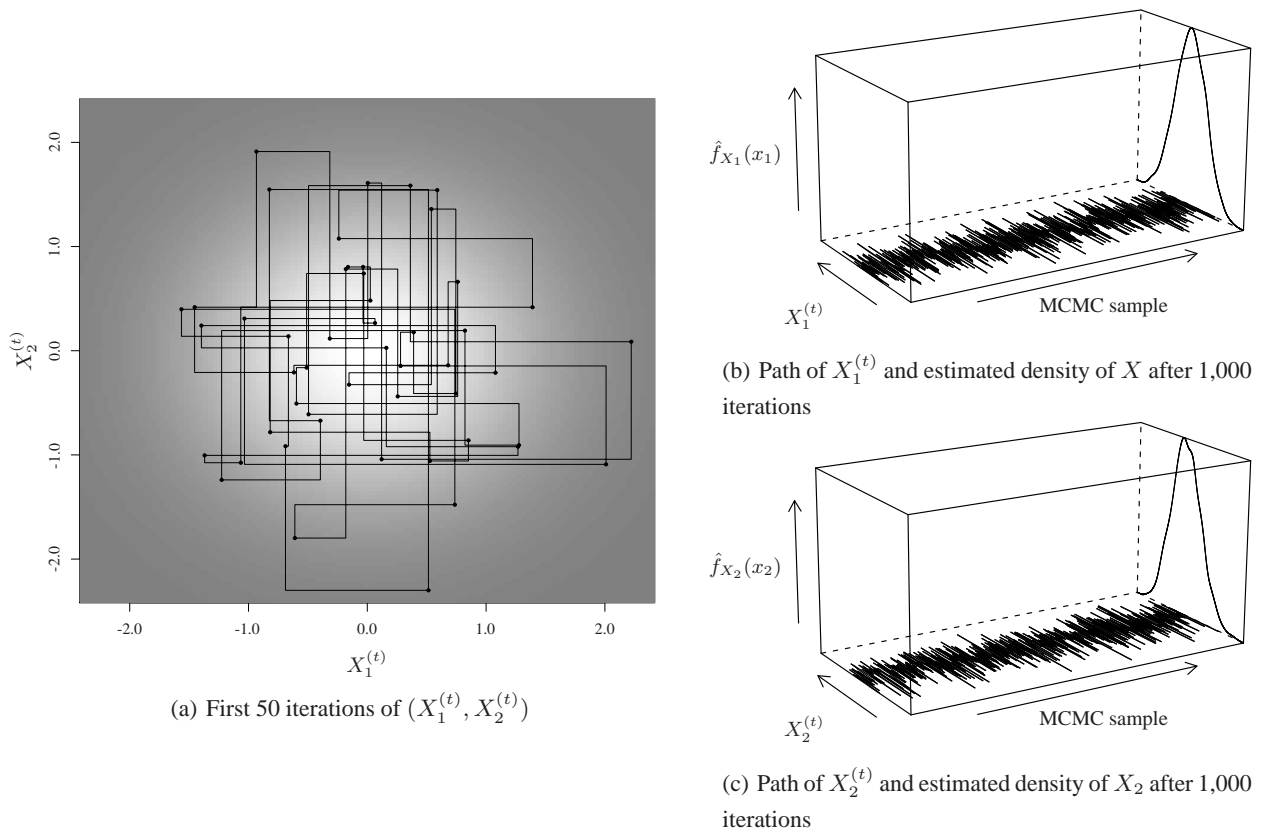 2.0
1.0
0.0
-1.0
-2.0
X_2^{(t)}
-2.0 -1.0 0.0 1.0 2.0
X_1^{(t)}
(a) First 50 iterations of (X_1^{(t)}, X_2^{(t)})
\hat{f}_{X_1}(x_1)
X_1^{(t)}
MCMC sample
(b) Path of X_1^{(t)} and estimated density of X after 1,000
iterations
\hat{f}_{X_2}(x_2)
X_2^{(t)}
MCMC sample
(c) Path of X_2^{(t)} and estimated density of X_2 after 1,000
iterations